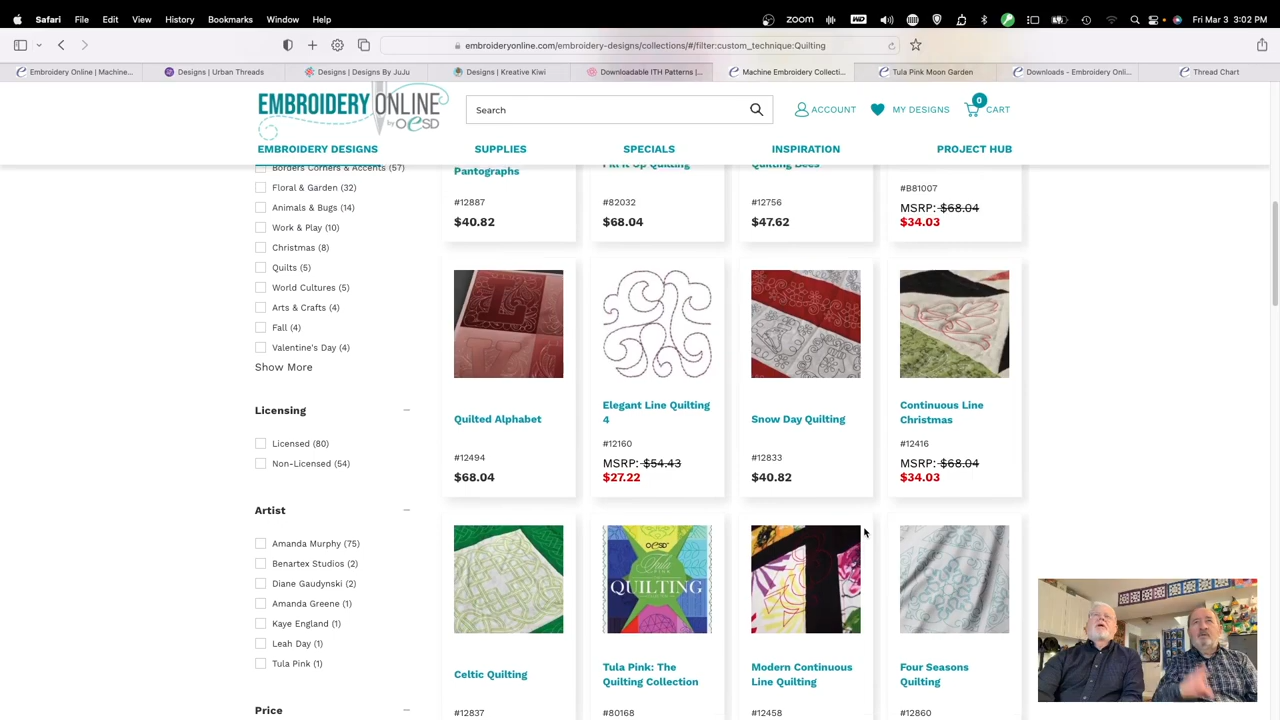 Safari File Edit View History Bookmarks Window Help
Fri Mar 3 3:02 PM
embroideryonline.com/embroidery-designs/collections/#/filter:custom_technique:Quilting
Embroidery Online | Machine...
Designs | Urban Threads
Designs | Designs By JuJu
Designs | Kreative Kiwi
Downloadable ITH Patterns |...
Machine Embroidery Collecti...
Tula Pink Moon Garden
Downloads - Embroidery Onli...
Thread Chart
EMBROIDERY ONLINE
by OESD
Search
ACCOUNT
MY DESIGNS
0
CART
EMBROIDERY DESIGNS
SUPPLIES
SPECIALS
INSPIRATION
PROJECT HUB
Borders Corners & Accents (57)
Floral & Garden (32)
Animals & Bugs (14)
Work & Play (10)
Christmas (8)
Quilts (5)
World Cultures (5)
Arts & Crafts (4)
Fall (4)
Valentine's Day (4)
Show More
Licensing
Licensed (80)
Non-Licensed (54)
Artist
Amanda Murphy (75)
Benartex Studios (2)
Diane Gaudynski (2)
Amanda Greene (1)
Kaye England (1)
Leah Day (1)
Tula Pink (1)
Price
Pantographs
#12887
$40.82
Fill It Up Quilting
#82032
$68.04
Quilting Bees
#12756
$47.62
#B81007
MSRP: $68.04
$34.03
Quilted Alphabet
#12494
$68.04
Elegant Line Quilting
4
#12160
MSRP: $54.43
$27.22
Snow Day Quilting
#12833
$40.82
Continuous Line
Christmas
#12416
MSRP: $68.04
$34.03
Celtic Quilting
#12837
OESD
Tula
QUILTING
Tula Pink: The
Quilting Collection
#80168
Modern Continuous
Line Quilting
#12458
Four Seasons
Quilting
#12860